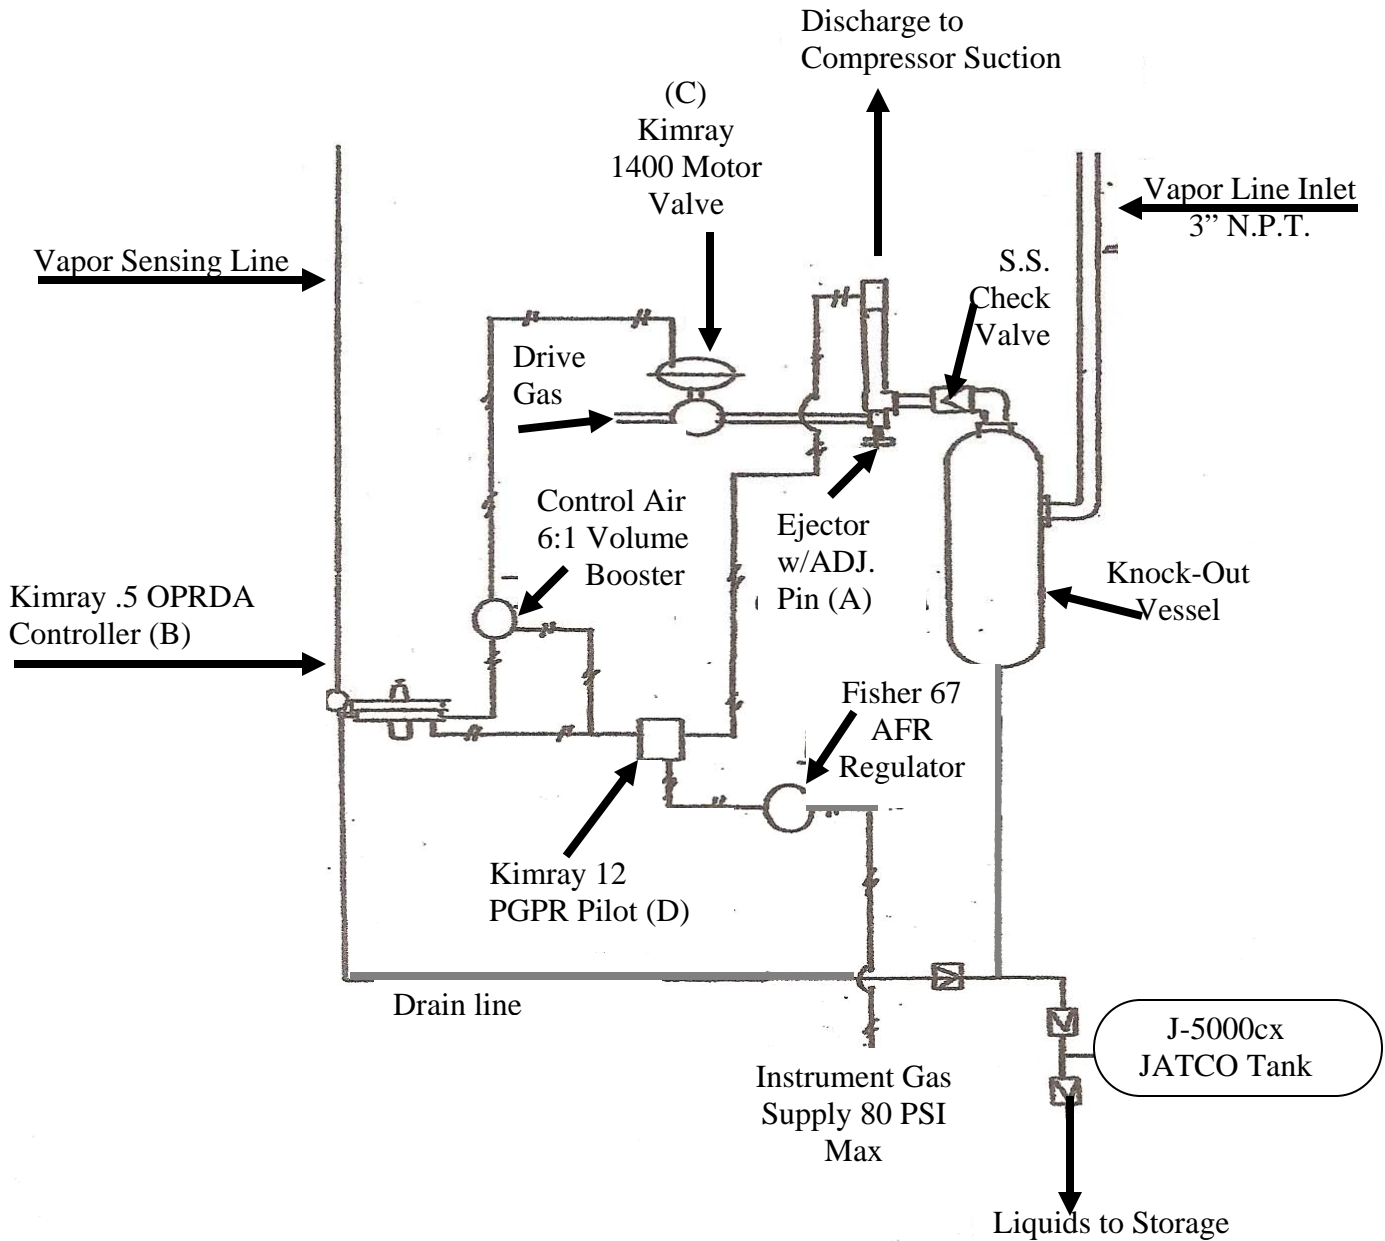 Discharge to
Compressor Suction
(C)
Kimray
1400 Motor
Valve
Vapor Line Inlet
3” N.P.T.
Vapor Sensing Line
S.S.
Check
Valve
Drive
Gas
Control Air
6:1 Volume
Booster
Ejector
w/ADJ.
Pin (A)
Knock-Out
Vessel
Kimray .5 OPRDA
Controller (B)
Fisher 67
AFR
Regulator
Kimray 12
PGPR Pilot (D)
Drain line
J-5000cx
JATCO Tank
Instrument Gas
Supply 80 PSI
Max
Liquids to Storage